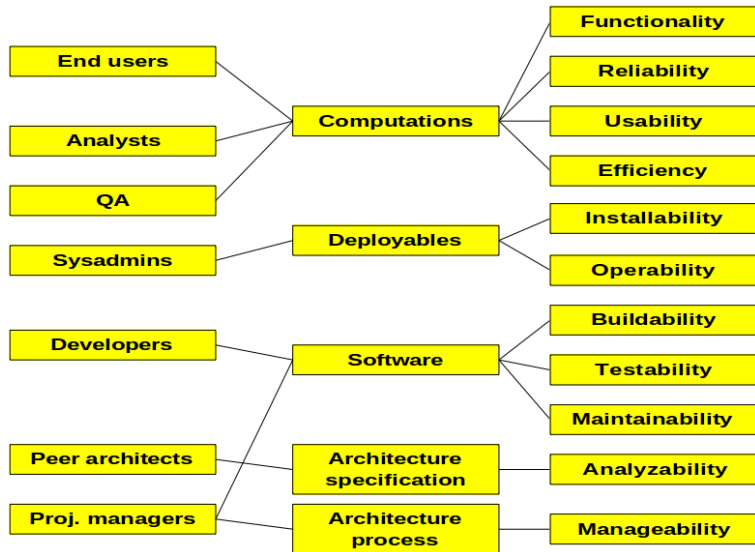 End users
Analysts
QA
Sysadmins
Developers
Peer architects
Proj. managers
Computations
Deployables
Software
Architecture
specification
Architecture
process
Functionality
Reliability
Usability
Efficiency
Installability
Operability
Buildability
Testability
Maintainability
Analyzability
Manageability